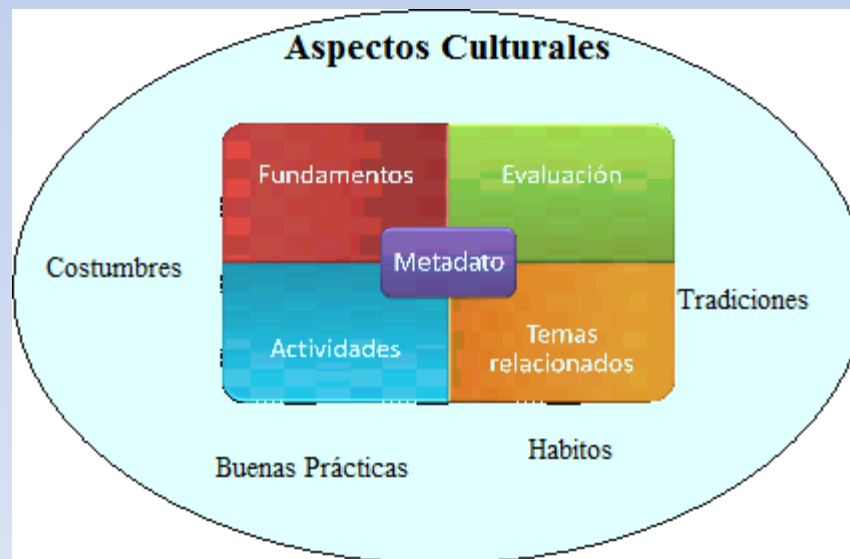 Aspectos Culturales
Fundamentos
Evaluación
Metadato
Costumbres
Tradiciones
Actividades
Temas
relacionados
Buenas Prácticas
Habitos